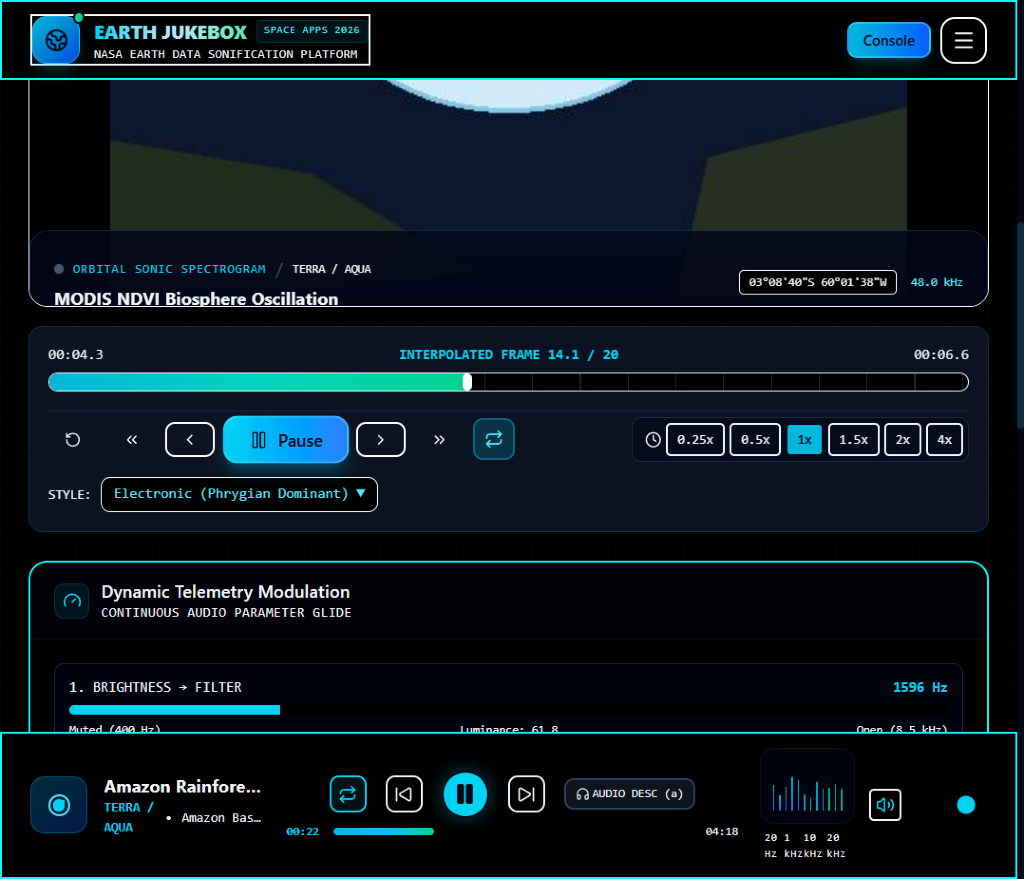 EARTH JUKEBOX
SPACE APPS 2026
NASA EARTH DATA SONIFICATION PLATFORM
Console
ORBITAL SONIC SPECTROGRAM / TERRA / AQUA
MODIS NDVI Biosphere Oscillation
03°08'40"S 60°01'38"W
48.0 kHz
00:04.3
INTERPOLATED FRAME 14.1 / 20
00:06.6
Pause
0.25x
0.5x
1x
1.5x
2x
4x
STYLE:
Electronic (Phrygian Dominant) ▼
Dynamic Telemetry Modulation
CONTINUOUS AUDIO PARAMETER GLIDE
1. BRIGHTNESS → FILTER
1596 Hz
Muted (400 Hz)
Luminance: 61.8
Open (8.5 kHz)
Amazon Rainfore…
TERRA /
AQUA
• Amazon Bas…
00:22
AUDIO DESC (a)
04:18
20 1 10 20
Hz kHz kHz kHz